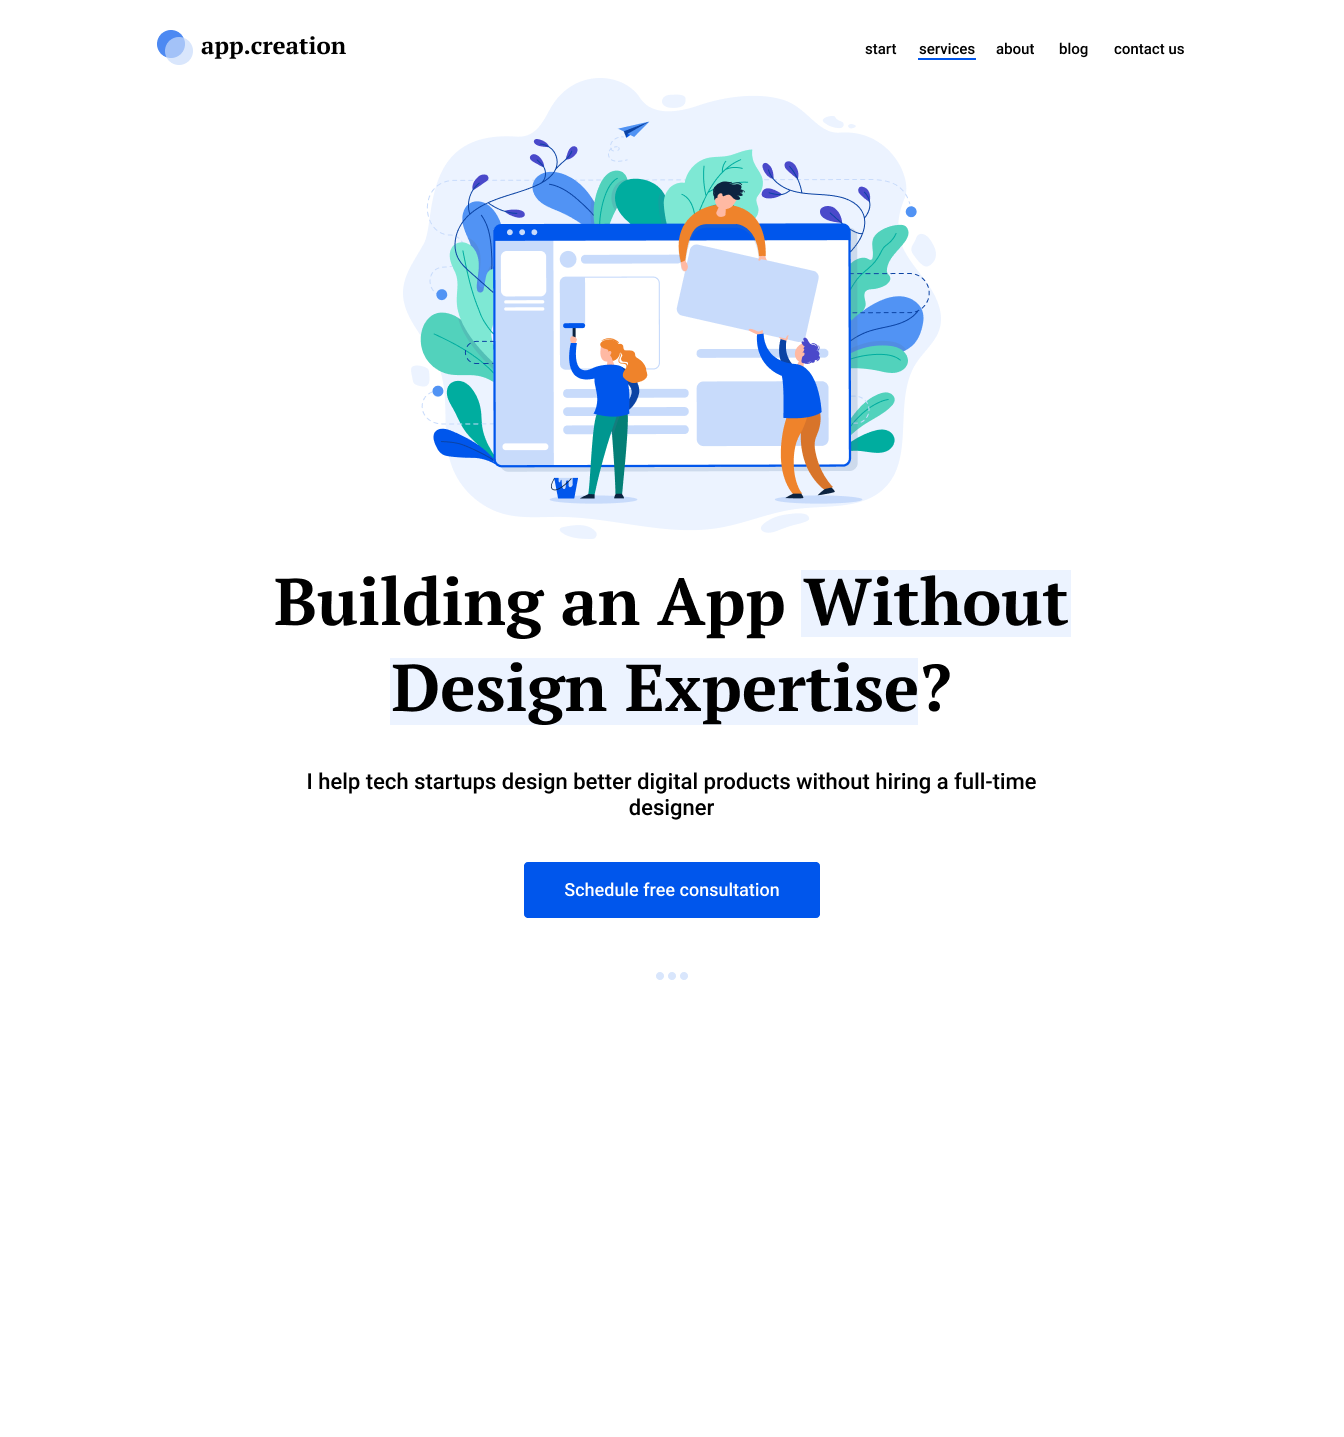 app.creation
start services about blog contact us
Building an App Without
Design Expertise?
I help tech startups design better digital products without hiring a full-time
designer
Schedule free consultation